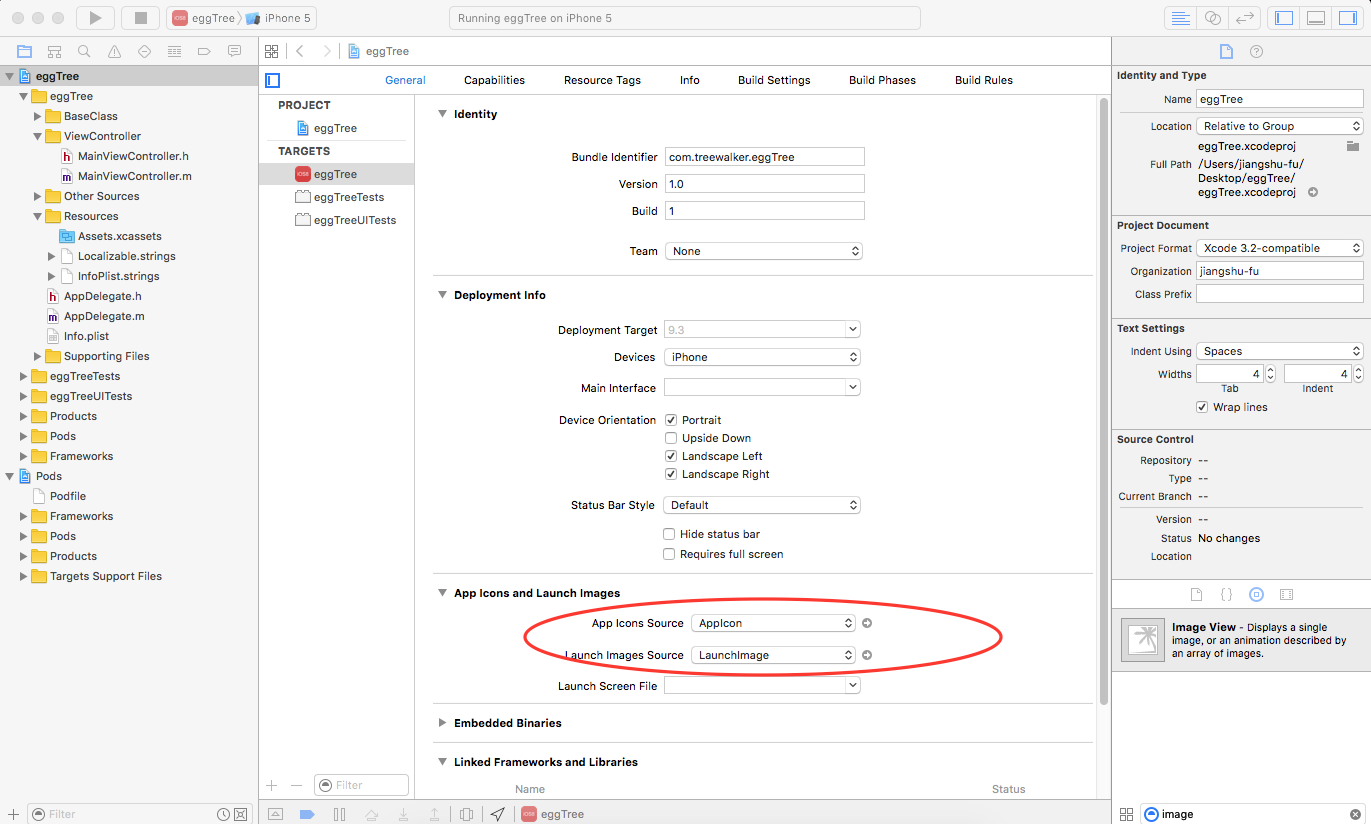 eggTree
iPhone 5
Running eggTree on iPhone 5
eggTree
eggTree
BaseClass
ViewController
MainViewController.h
MainViewController.m
Other Sources
Resources
Assets.xcassets
Localizable.strings
InfoPlist.strings
AppDelegate.h
AppDelegate.m
Info.plist
Supporting Files
eggTreeTests
eggTreeUITests
Products
Pods
Frameworks
Pods
Podfile
Frameworks
Pods
Products
Targets Support Files
Filter
eggTree
General Capabilities Resource Tags Info Build Settings Build Phases Build Rules
PROJECT
eggTree
TARGETS
eggTree
eggTreeTests
eggTreeUITests
Filter
Identity
Bundle Identifier com.treewalker.eggTree
Version 1.0
Build 1
Team None
Deployment Info
Deployment Target 9.3
Devices iPhone
Main Interface
Device Orientation Portrait
Upside Down
Landscape Left
Landscape Right
Status Bar Style Default
Hide status bar
Requires full screen
App Icons and Launch Images
App Icons Source AppIcon
Launch Images Source LaunchImage
Launch Screen File
Embedded Binaries
Linked Frameworks and Libraries
Name Status
eggTree
Identity and Type
Name eggTree
Location Relative to Group
eggTree.xcodeproj
Full Path /Users/jiangshu-fu/
Desktop/eggTree/
eggTree.xcodeproj
Project Document
Project Format Xcode 3.2-compatible
Organization jiangshu-fu
Class Prefix
Text Settings
Indent Using Spaces
Widths 4 4
Tab Indent
Wrap lines
Source Control
Repository --
Type --
Current Branch --
Version --
Status No changes
Location
Image View - Displays a single
image, or an animation described by
an array of images.
image